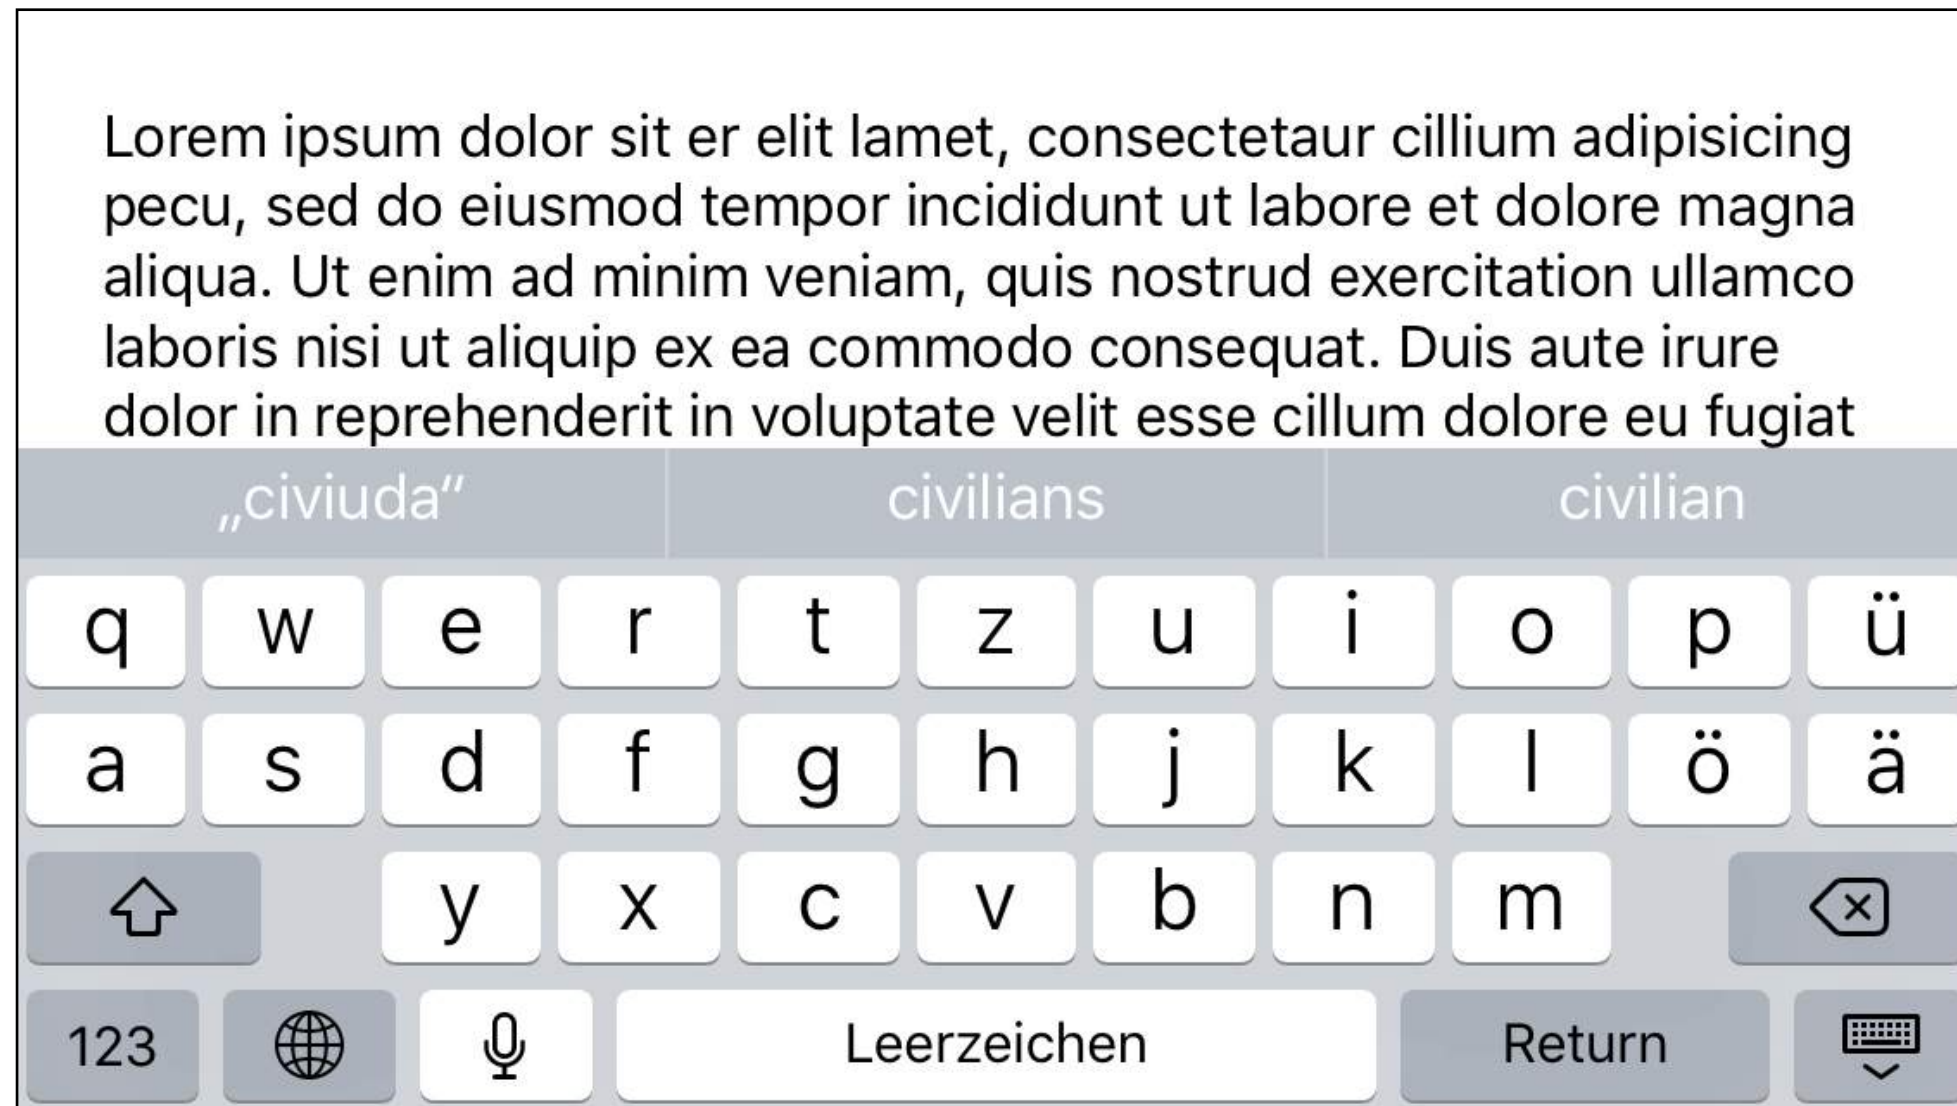 Lorem ipsum dolor sit er elit lamet, consectetaur cillium adipisicing
pecu, sed do eiusmod tempor incididunt ut labore et dolore magna
aliqua. Ut enim ad minim veniam, quis nostrud exercitation ullamco
laboris nisi ut aliquip ex ea commodo consequat. Duis aute irure
dolor in reprehenderit in voluptate velit esse cillum dolore eu fugiat
„civiuda“ civilians civilian
q w e r t z u i o p ü
a s d f g h j k l ö ä
y x c v b n m
123 Leerzeichen Return